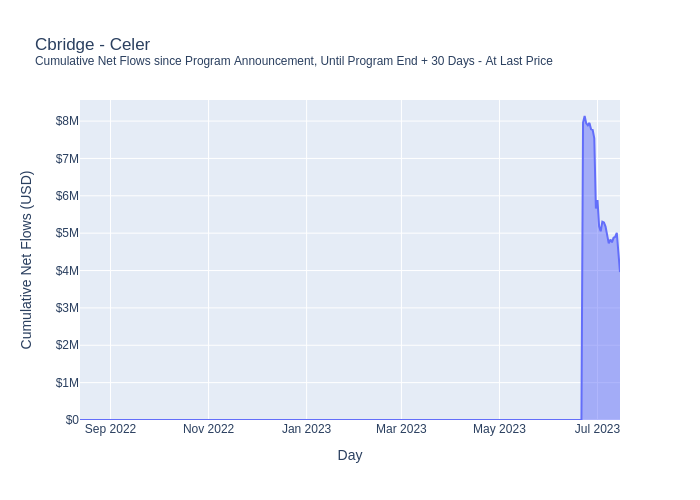 Cbridge - Celer
Cumulative Net Flows since Program Announcement, Until Program End + 30 Days - At Last Price
Cumulative Net Flows (USD)
$8M
$7M
$6M
$5M
$4M
$3M
$2M
$1M
$0
Sep 2022 Nov 2022 Jan 2023 Mar 2023 May 2023 Jul 2023
Day